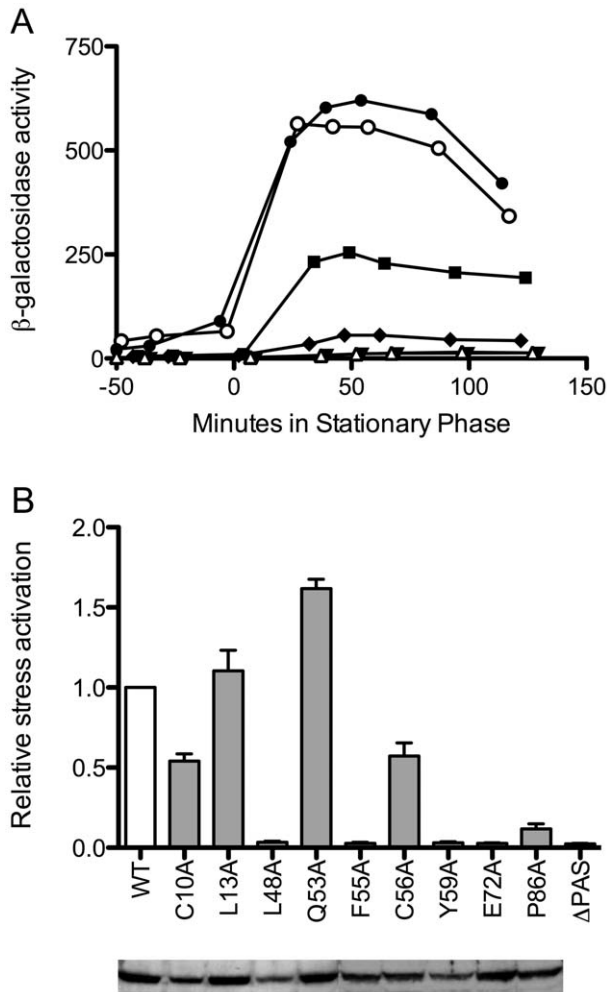 A
750
500
250
0
β-galactosidase activity
-50 0 50 100 150
Minutes in Stationary Phase
B
2.0
1.5
1.0
0.5
0.0
Relative stress activation
WT
C10A
L13A
L48A
Q53A
F55A
C56A
Y59A
E72A
P86A
ΔPAS